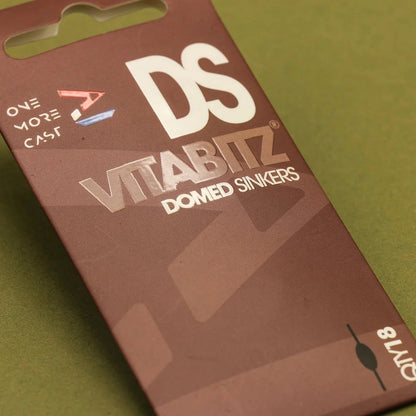 ONE
MORE
CAST
DS
VITABITZ®
DOMED SINKERS
QTY18